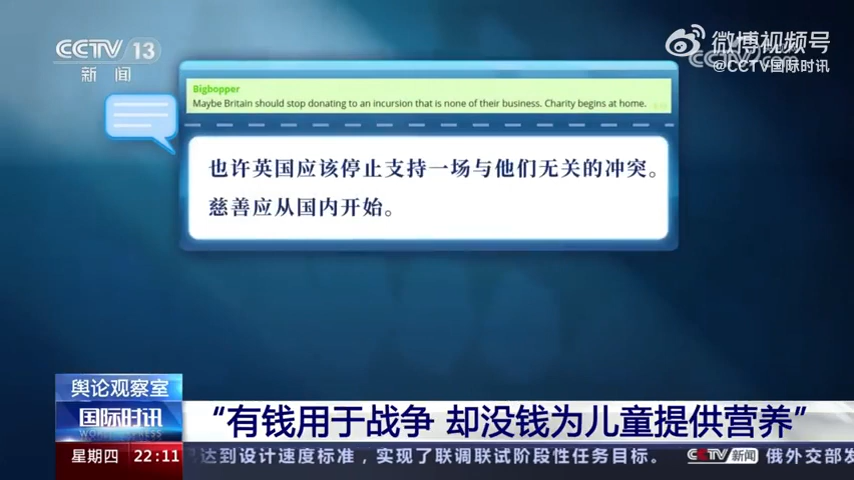 CCTV 13
新闻
微博视频号
@CCTV国际时讯
Bigbopper
Maybe Britain should stop donating to an incursion that is none of their business. Charity begins at home.
也许英国应该停止支持一场与他们无关的冲突。
慈善应从国内开始。
舆论观察室
国际时讯
“有钱用于战争 却没钱为儿童提供营养”
星期四 22:11
达到设计速度标准，实现了联调联试阶段性任务目标。 CCTV新闻 俄外交部发